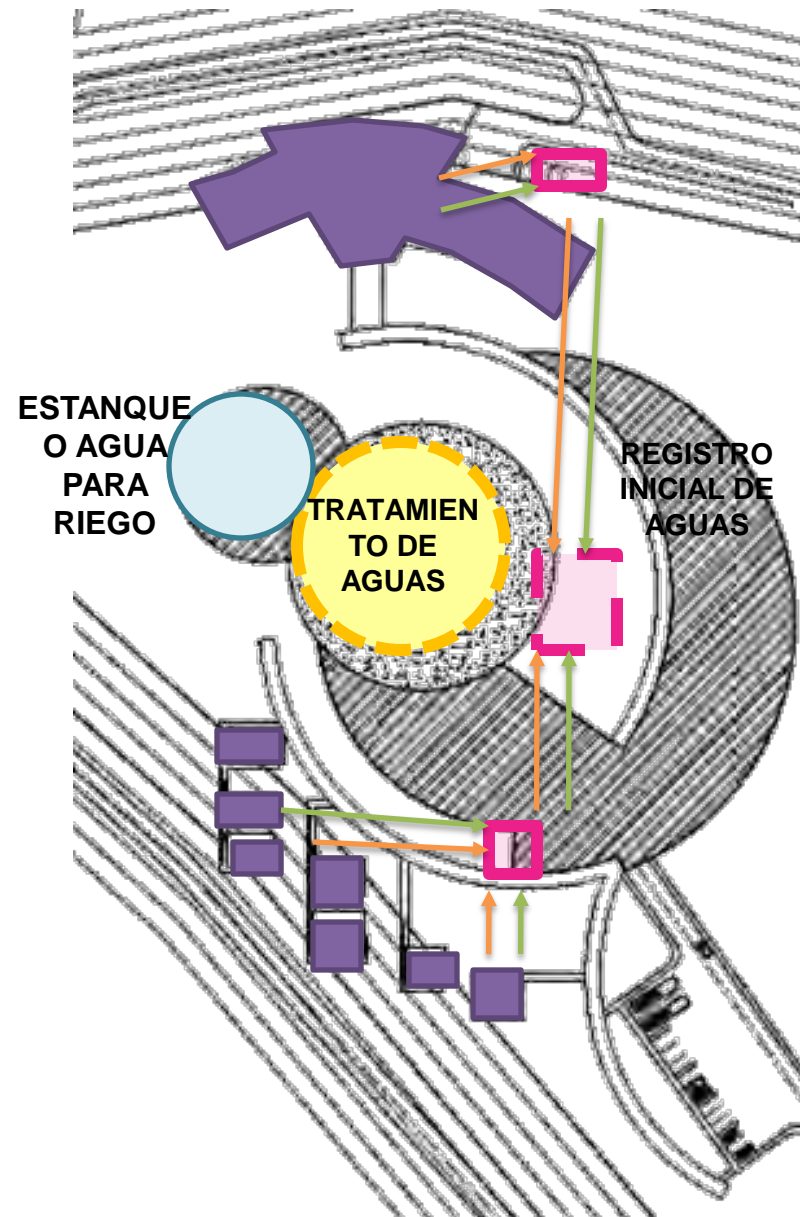 ESTANQUE
O AGUA
PARA
RIEGO
TRATAMIEN
TO DE
AGUAS
REGISTRO
INICIAL DE
AGUAS